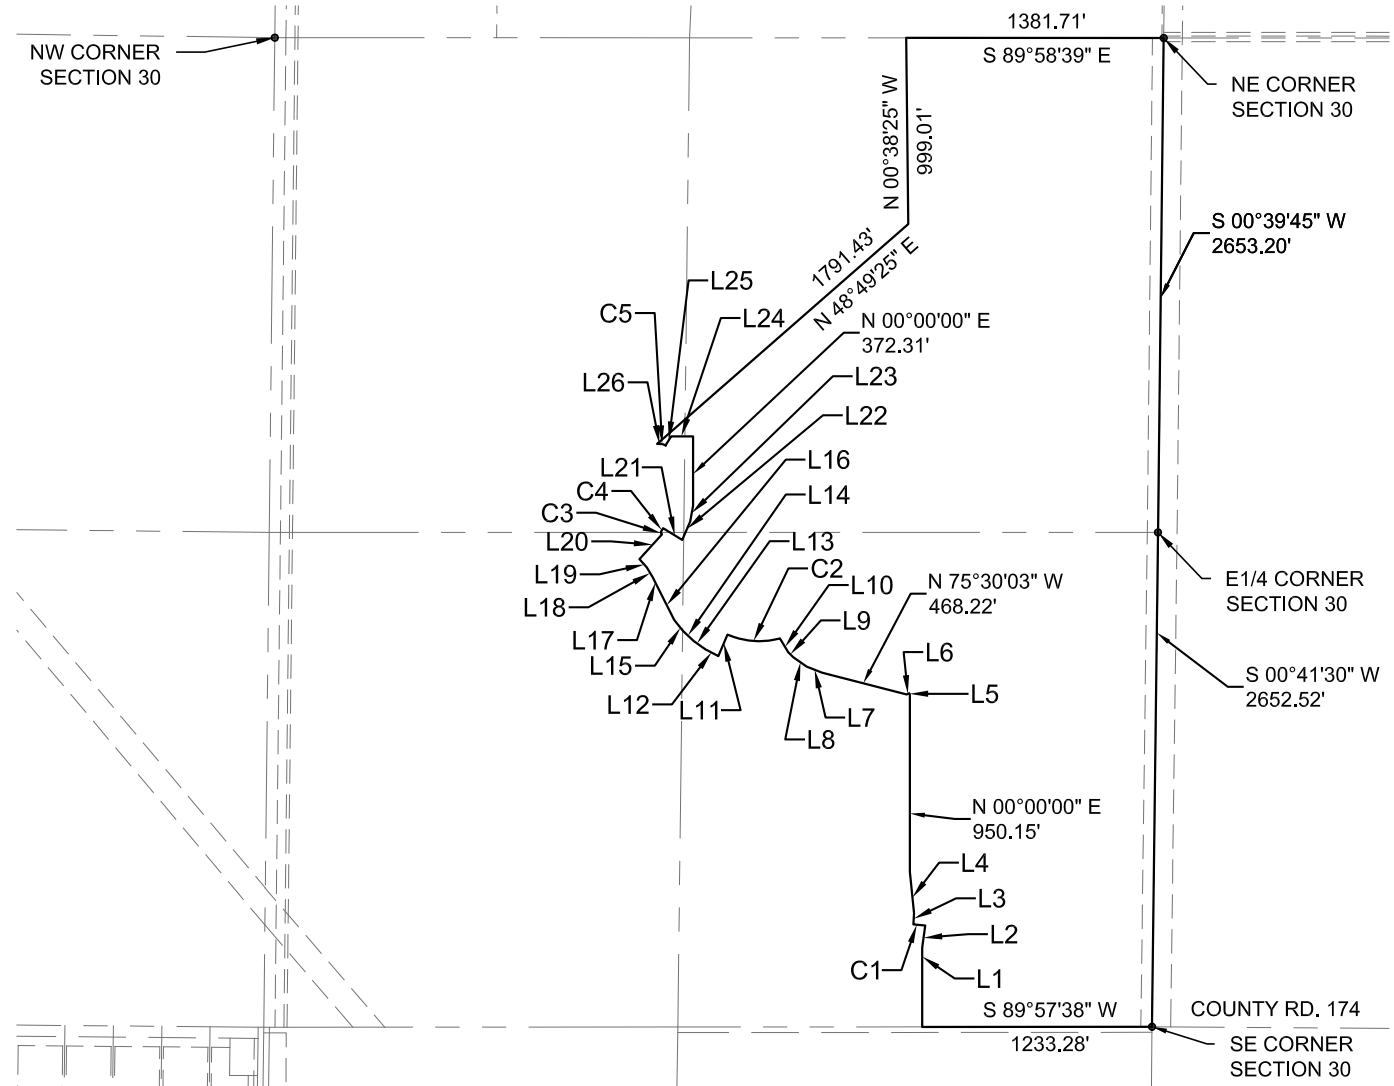 1381.71'
S 89°58'39" E
NW CORNER
SECTION 30
NE CORNER
SECTION 30
N 00°38'25" W
999.01'
S 00°39'45" W
2653.20'
1791.43'
N 48°49'25" E
L25
C5
L24
N 00°00'00" E
372.31'
L26
L23
L22
L21
L16
C4
L14
C3
L13
L20
C2
L19
L10
N 75°30'03" W
468.22'
E1/4 CORNER
SECTION 30
L18
L9
L17
L6
L15
S 00°41'30" W
2652.52'
L5
L12
L11
L7
L8
N 00°00'00" E
950.15'
L4
L3
L2
C1
L1
S 89°57'38" W
COUNTY RD. 174
1233.28'
SE CORNER
SECTION 30